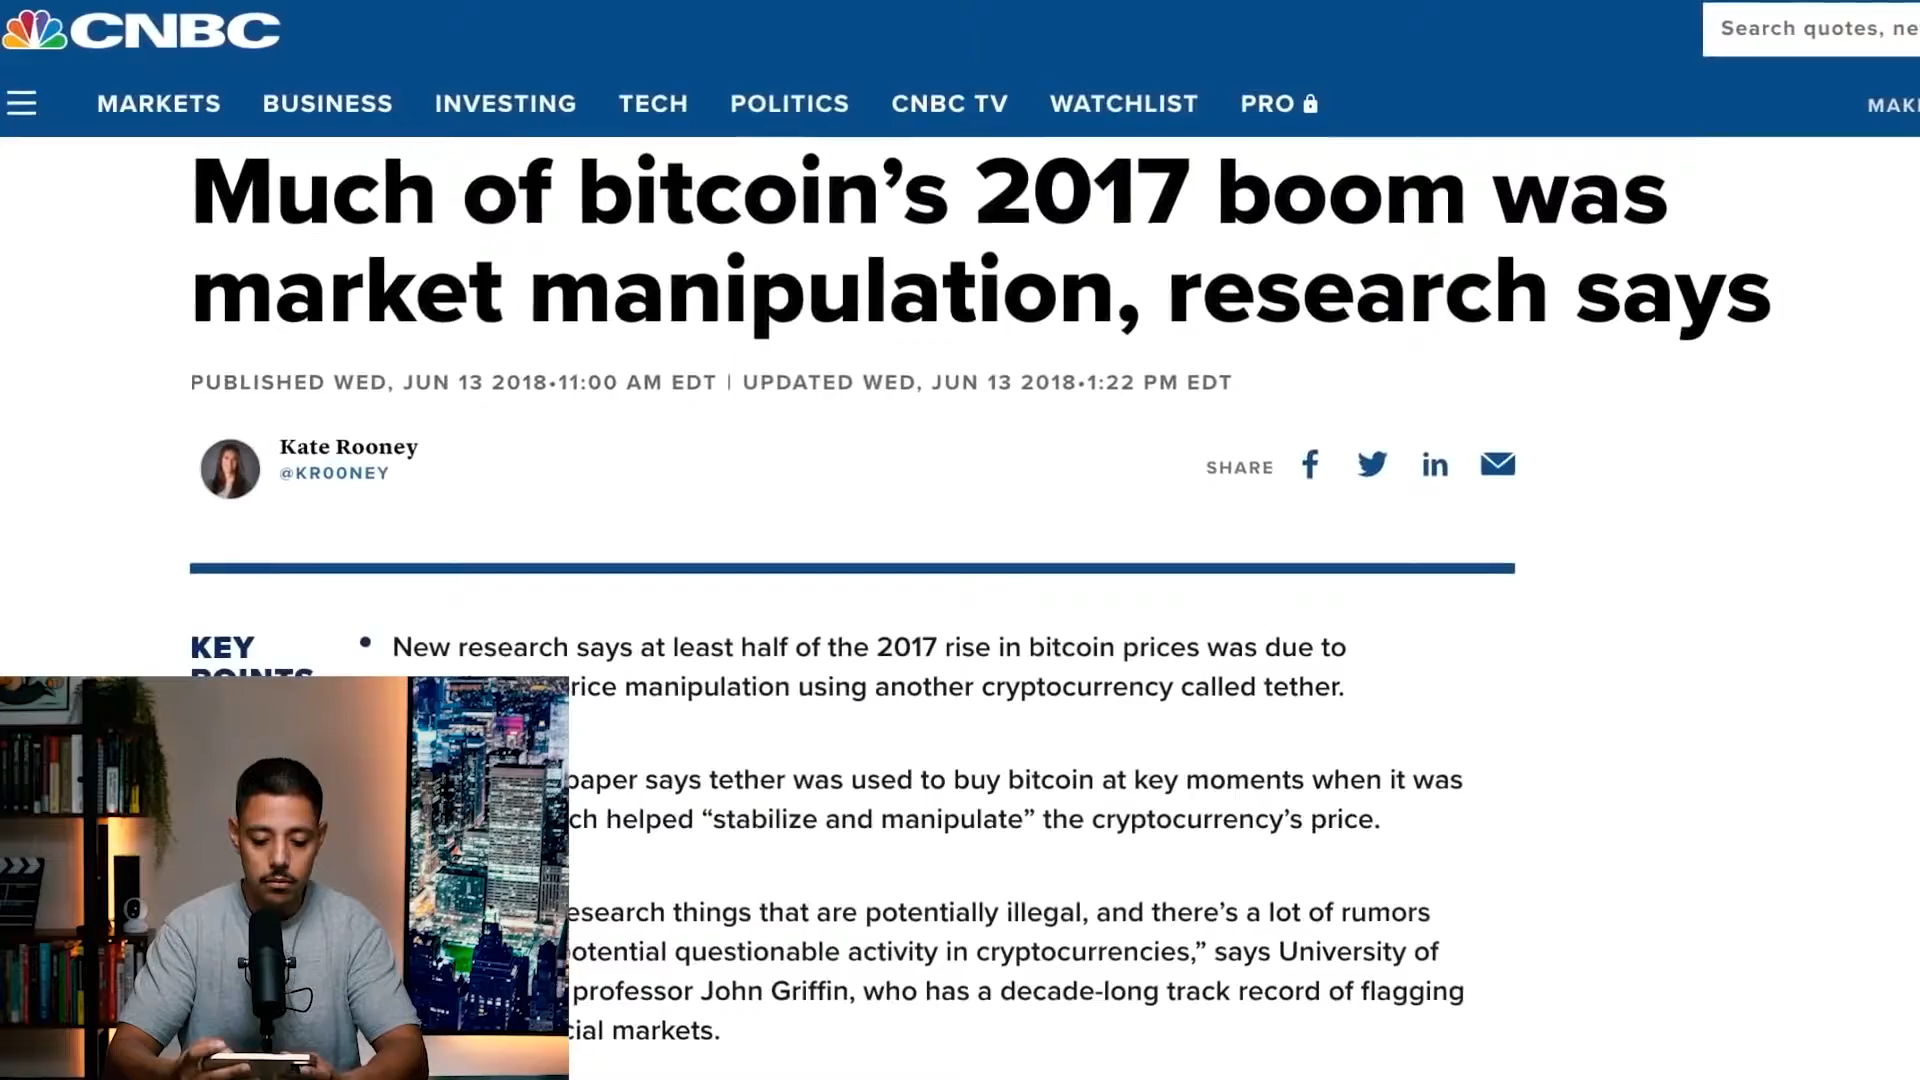 CNBC
Search quotes, ne
MARKETS BUSINESS INVESTING TECH POLITICS CNBC TV WATCHLIST PRO
MAK
Much of bitcoin’s 2017 boom was
market manipulation, research says
PUBLISHED WED, JUN 13 2018•11:00 AM EDT | UPDATED WED, JUN 13 2018•1:22 PM EDT
Kate Rooney
@KR00NEY
SHARE
KEY
POINTS
• New research says at least half of the 2017 rise in bitcoin prices was due to
rice manipulation using another cryptocurrency called tether.
paper says tether was used to buy bitcoin at key moments when it was
ch helped “stabilize and manipulate” the cryptocurrency’s price.
esearch things that are potentially illegal, and there’s a lot of rumors
otential questionable activity in cryptocurrencies,” says University of
professor John Griffin, who has a decade-long track record of flagging
cial markets.